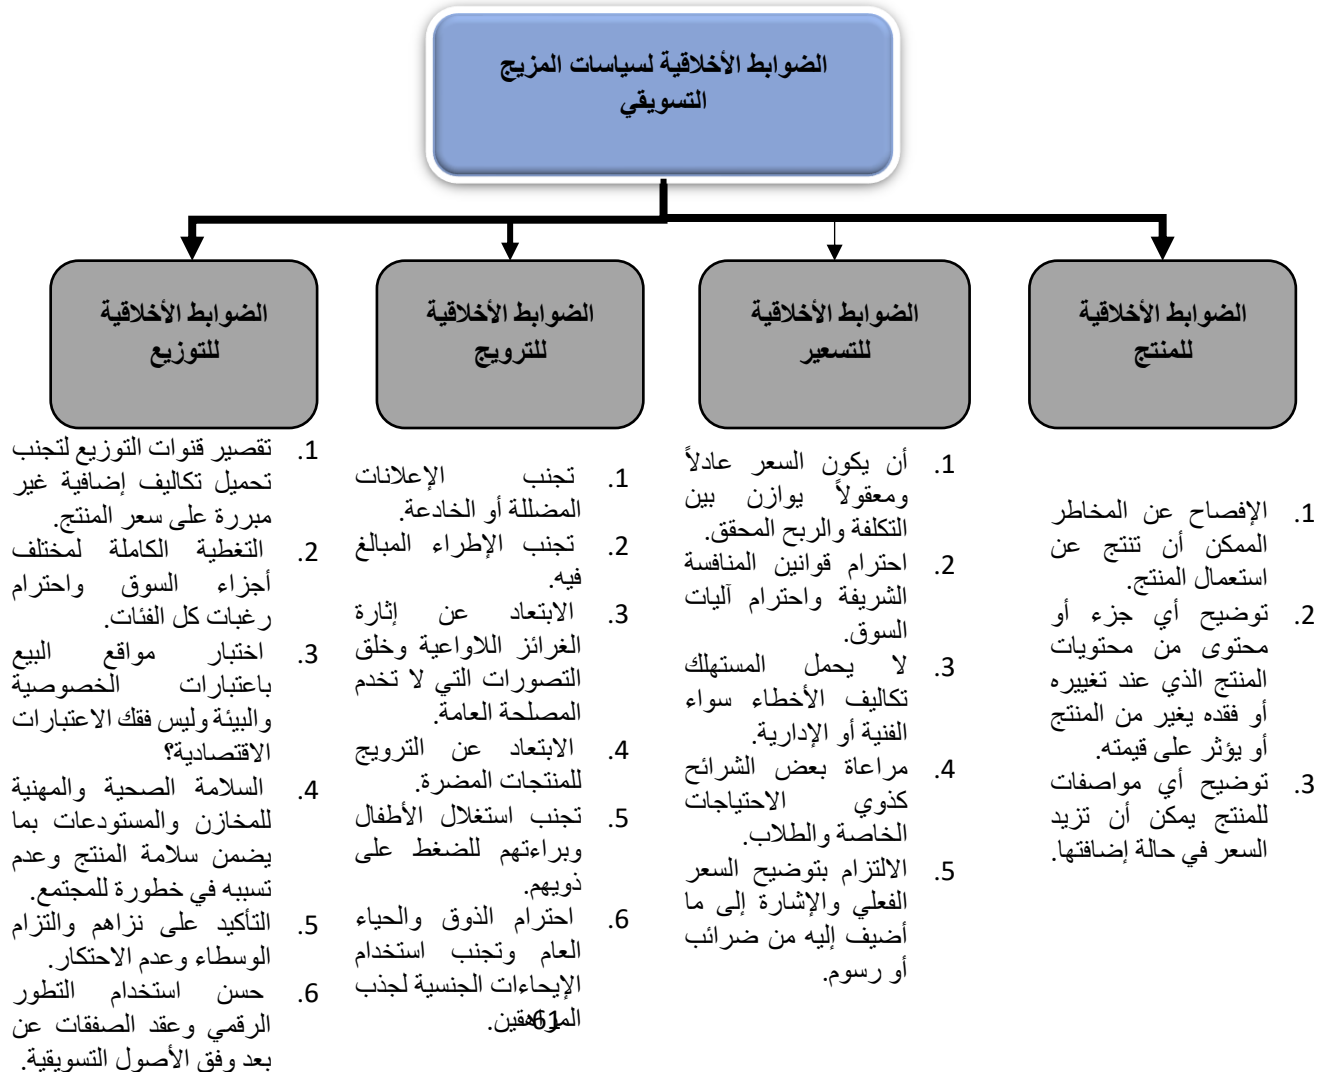 الضوابط الأخلاقية لسياسات المزيج
التسويقي
الضوابط الأخلاقية
للمنتج
1. الإفصاح عن المخاطر
الممكن أن تنتج عن
استعمال المنتج.
2. توضيح أي جزء أو
محتوى من محتويات
المنتج الذي عند تغييره
أو فقده يغير من المنتج
أو يؤثر على قيمته.
3. توضيح أي مواصفات
للمنتج يمكن أن تزيد
السعر في حالة إضافتها.
الضوابط الأخلاقية
للتسعير
1. أن يكون السعر عادلاً
ومعقولاً يوازن بين
التكلفة والربح المحقق.
2. احترام قوانين المنافسة
الشريفة واحترام آليات
السوق.
3. لا يحمل المستهلك
تكاليف الأخطاء سواء
الفنية أو الإدارية.
4. مراعاة بعض الشرائح
كذوي الاحتياجات
الخاصة والطلاب.
5. الالتزام بتوضيح السعر
الفعلي والإشارة إلى ما
أضيف إليه من ضرائب
أو رسوم.
الضوابط الأخلاقية
للترويج
1. تجنب الإعلانات
المضللة أو الخادعة.
2. تجنب الإطراء المبالغ
فيه.
3. الابتعاد عن إثارة
الغرائز اللاواعية وخلق
التصورات التي لا تخدم
المصلحة العامة.
4. الابتعاد عن الترويج
للمنتجات المضرة.
5. تجنب استغلال الأطفال
وبراءتهم للضغط على
ذويهم.
6. احترام الذوق والحياء
العام وتجنب استخدام
الإيحاءات الجنسية لجذب
المراهقين.
الضوابط الأخلاقية
للتوزيع
1. تقصير قنوات التوزيع لتجنب
تحميل تكاليف إضافية غير
مبررة على سعر المنتج.
2. التغطية الكاملة لمختلف
أجزاء السوق واحترام
رغبات كل الفئات.
3. اختبار مواقع البيع
باعتبارات الخصوصية
والبيئة وليس فقك الاعتبارات
الاقتصادية؟
4. السلامة الصحية والمهنية
للمخازن والمستودعات بما
يضمن سلامة المنتج وعدم
تسببه في خطورة للمجتمع.
5. التأكيد على نزاهم والتزام
الوسطاء وعدم الاحتكار.
6. حسن استخدام التطور
الرقمي وعقد الصفقات عن
بعد وفق الأصول التسويقية.
61